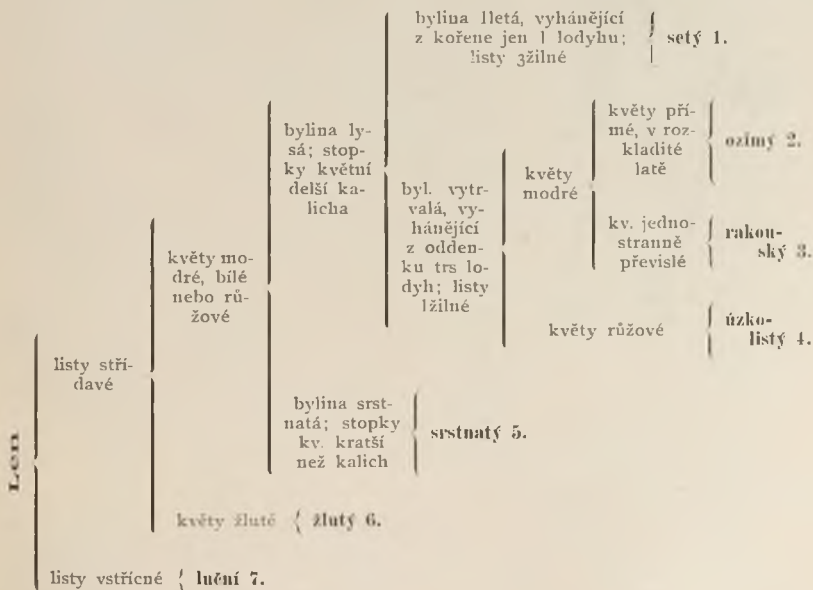 bylina 1letá, vyhánějící
z kořene jen 1 lodyhu;
listy 3žilné
setý 1.
bylina ly-
sá; stop-
ky květní
delší ka-
licha
květy pří-
mé, v roz-
kladité
latě
ozimý 2.
květy
modré
byl. vytr-
valá, vy-
hánějící
z odden-
ku trs lo-
dyh; listy
1žilné
kv. jedno-
stranně
převislé
rakou-
ský 3.
květy mo-
dré, bílé
nebo rů-
žové
květy růžové
úzko-
listý 4.
listy stří-
davé
bylina srst-
natá; stopky
kv. kratší
než kalich
srstnatý 5.
Len
květy žluté
žlutý 6.
listy vstřícné
luční 7.